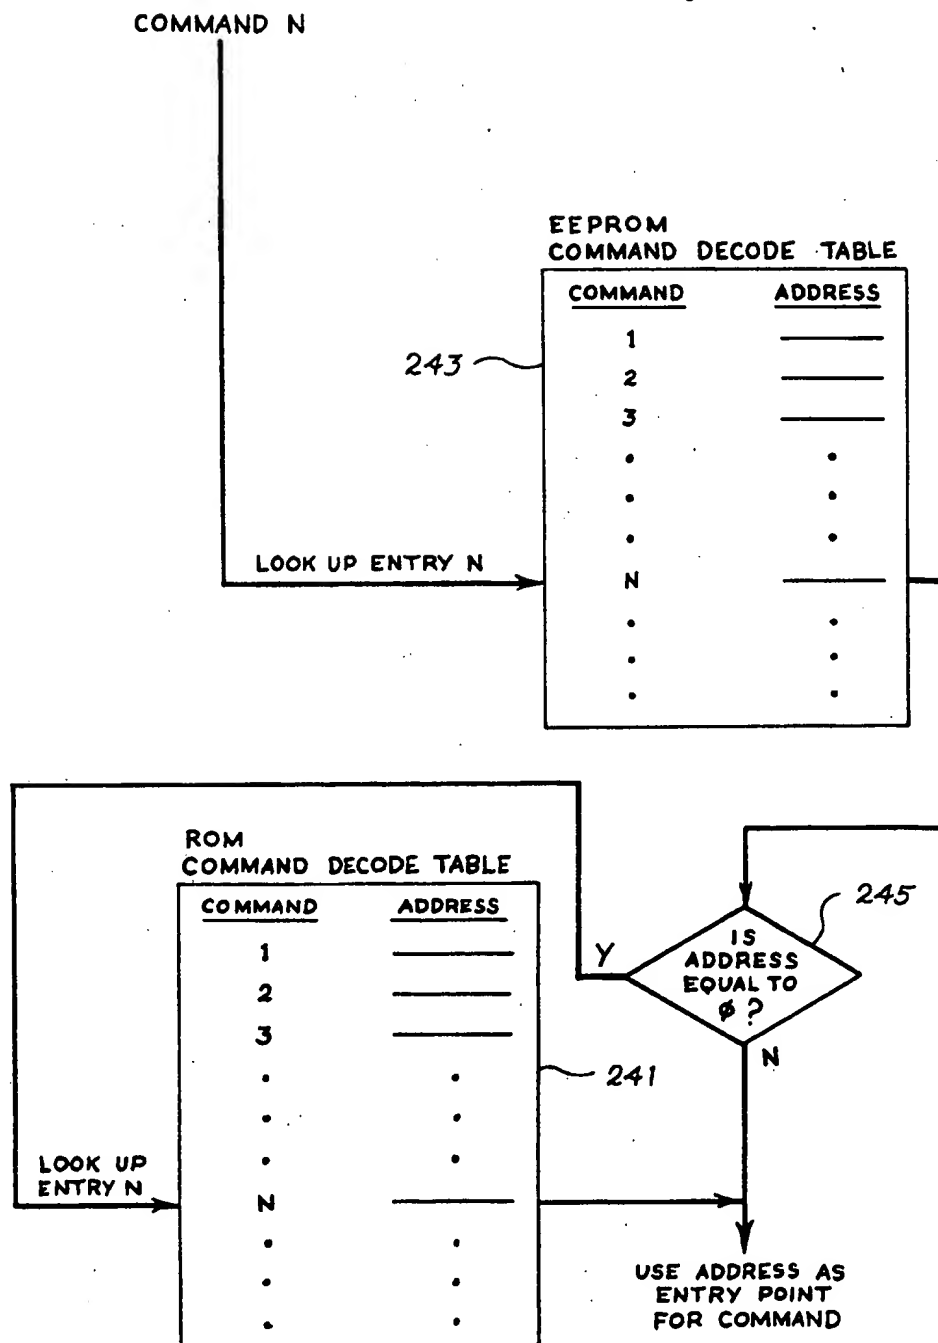 COMMAND N
EEPROM
COMMAND DECODE TABLE
COMMAND ADDRESS
1
2
3
243
LOOK UP ENTRY N
N
ROM
COMMAND DECODE TABLE
COMMAND ADDRESS
1
2
3
241
LOOK UP
ENTRY N
N
Y
IS
ADDRESS
EQUAL TO
ø?
245
N
USE ADDRESS AS
ENTRY POINT
FOR COMMAND